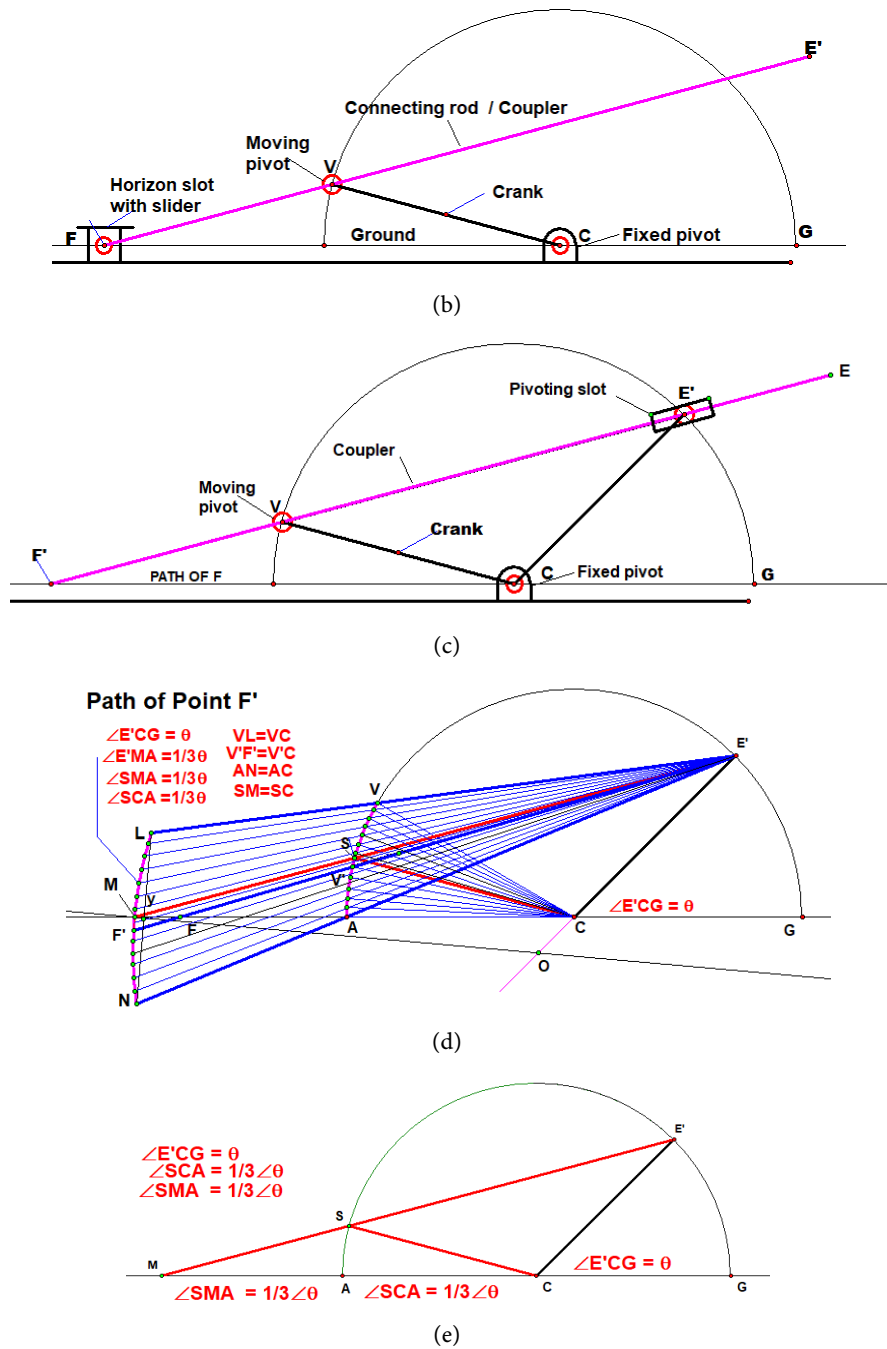 E'
Connecting rod / Coupler
Moving
pivot
V
Horizon slot
with slider
Crank
F
Ground
C
Fixed pivot
G
(b)
E
Pivoting slot
E'
Coupler
Moving
pivot
V
Crank
F'
PATH OF F
C
Fixed pivot
G
(c)
Path of Point F'
∠E'CG = θ
VL=VC
∠E'MA =1/3θ
V'F'=V'C
∠SMA =1/3θ
AN=AC
∠SCA =1/3θ
SM=SC
E'
V
L
S
M
V'
y
F'
F
A
C
∠E'CG = θ
G
O
N
(d)
E'
∠E'CG = θ
∠SCA = 1/3∠θ
∠SMA = 1/3∠θ
S
∠E'CG = θ
M
A
C
G
∠SMA = 1/3∠θ
∠SCA = 1/3∠θ
(e)